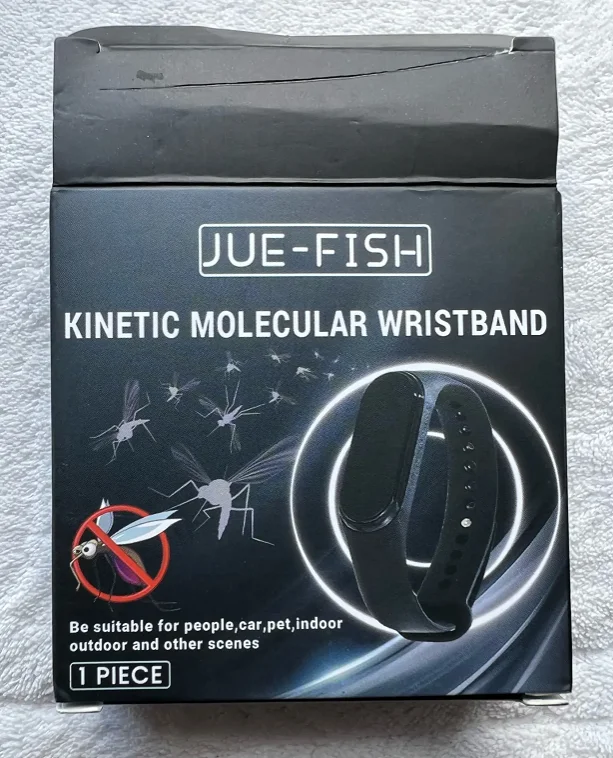 JUE-FISH
KINETIC MOLECULAR WRISTBAND
Be suitable for people,car,pet,indoor
outdoor and other scenes
1 PIECE